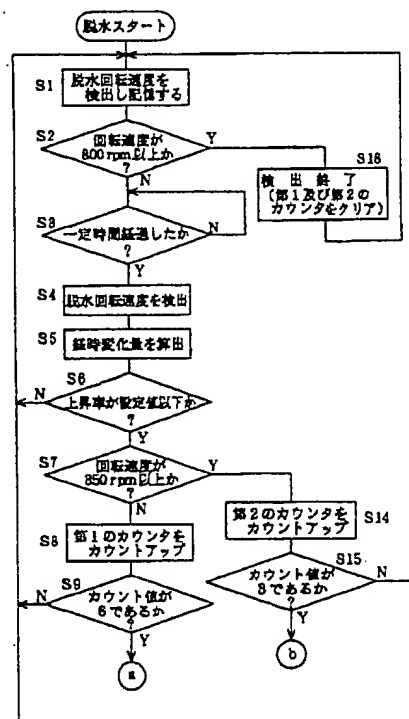 脱水スタート
S1
脱水回転速度を
検出し記憶する
S2
回転速度が
800rpm以上か
?
Y
N
S16
検出終了
(第1及び第2の
カウンタをクリア)
S3
一定時間経過したか
?
N
Y
S4
脱水回転速度を検出
S5
経時変化量を算出
S6
N
上昇率が設定値以下か
?
Y
S7
回転速度が
350rpm以上か
?
Y
N
S8
第1のカウンタを
カウントアップ
第2のカウンタを
カウントアップ
S14
S9
N
カウント値が
6であるか
?
Y
S15
カウント値が
3であるか
?
N
Y
a
b